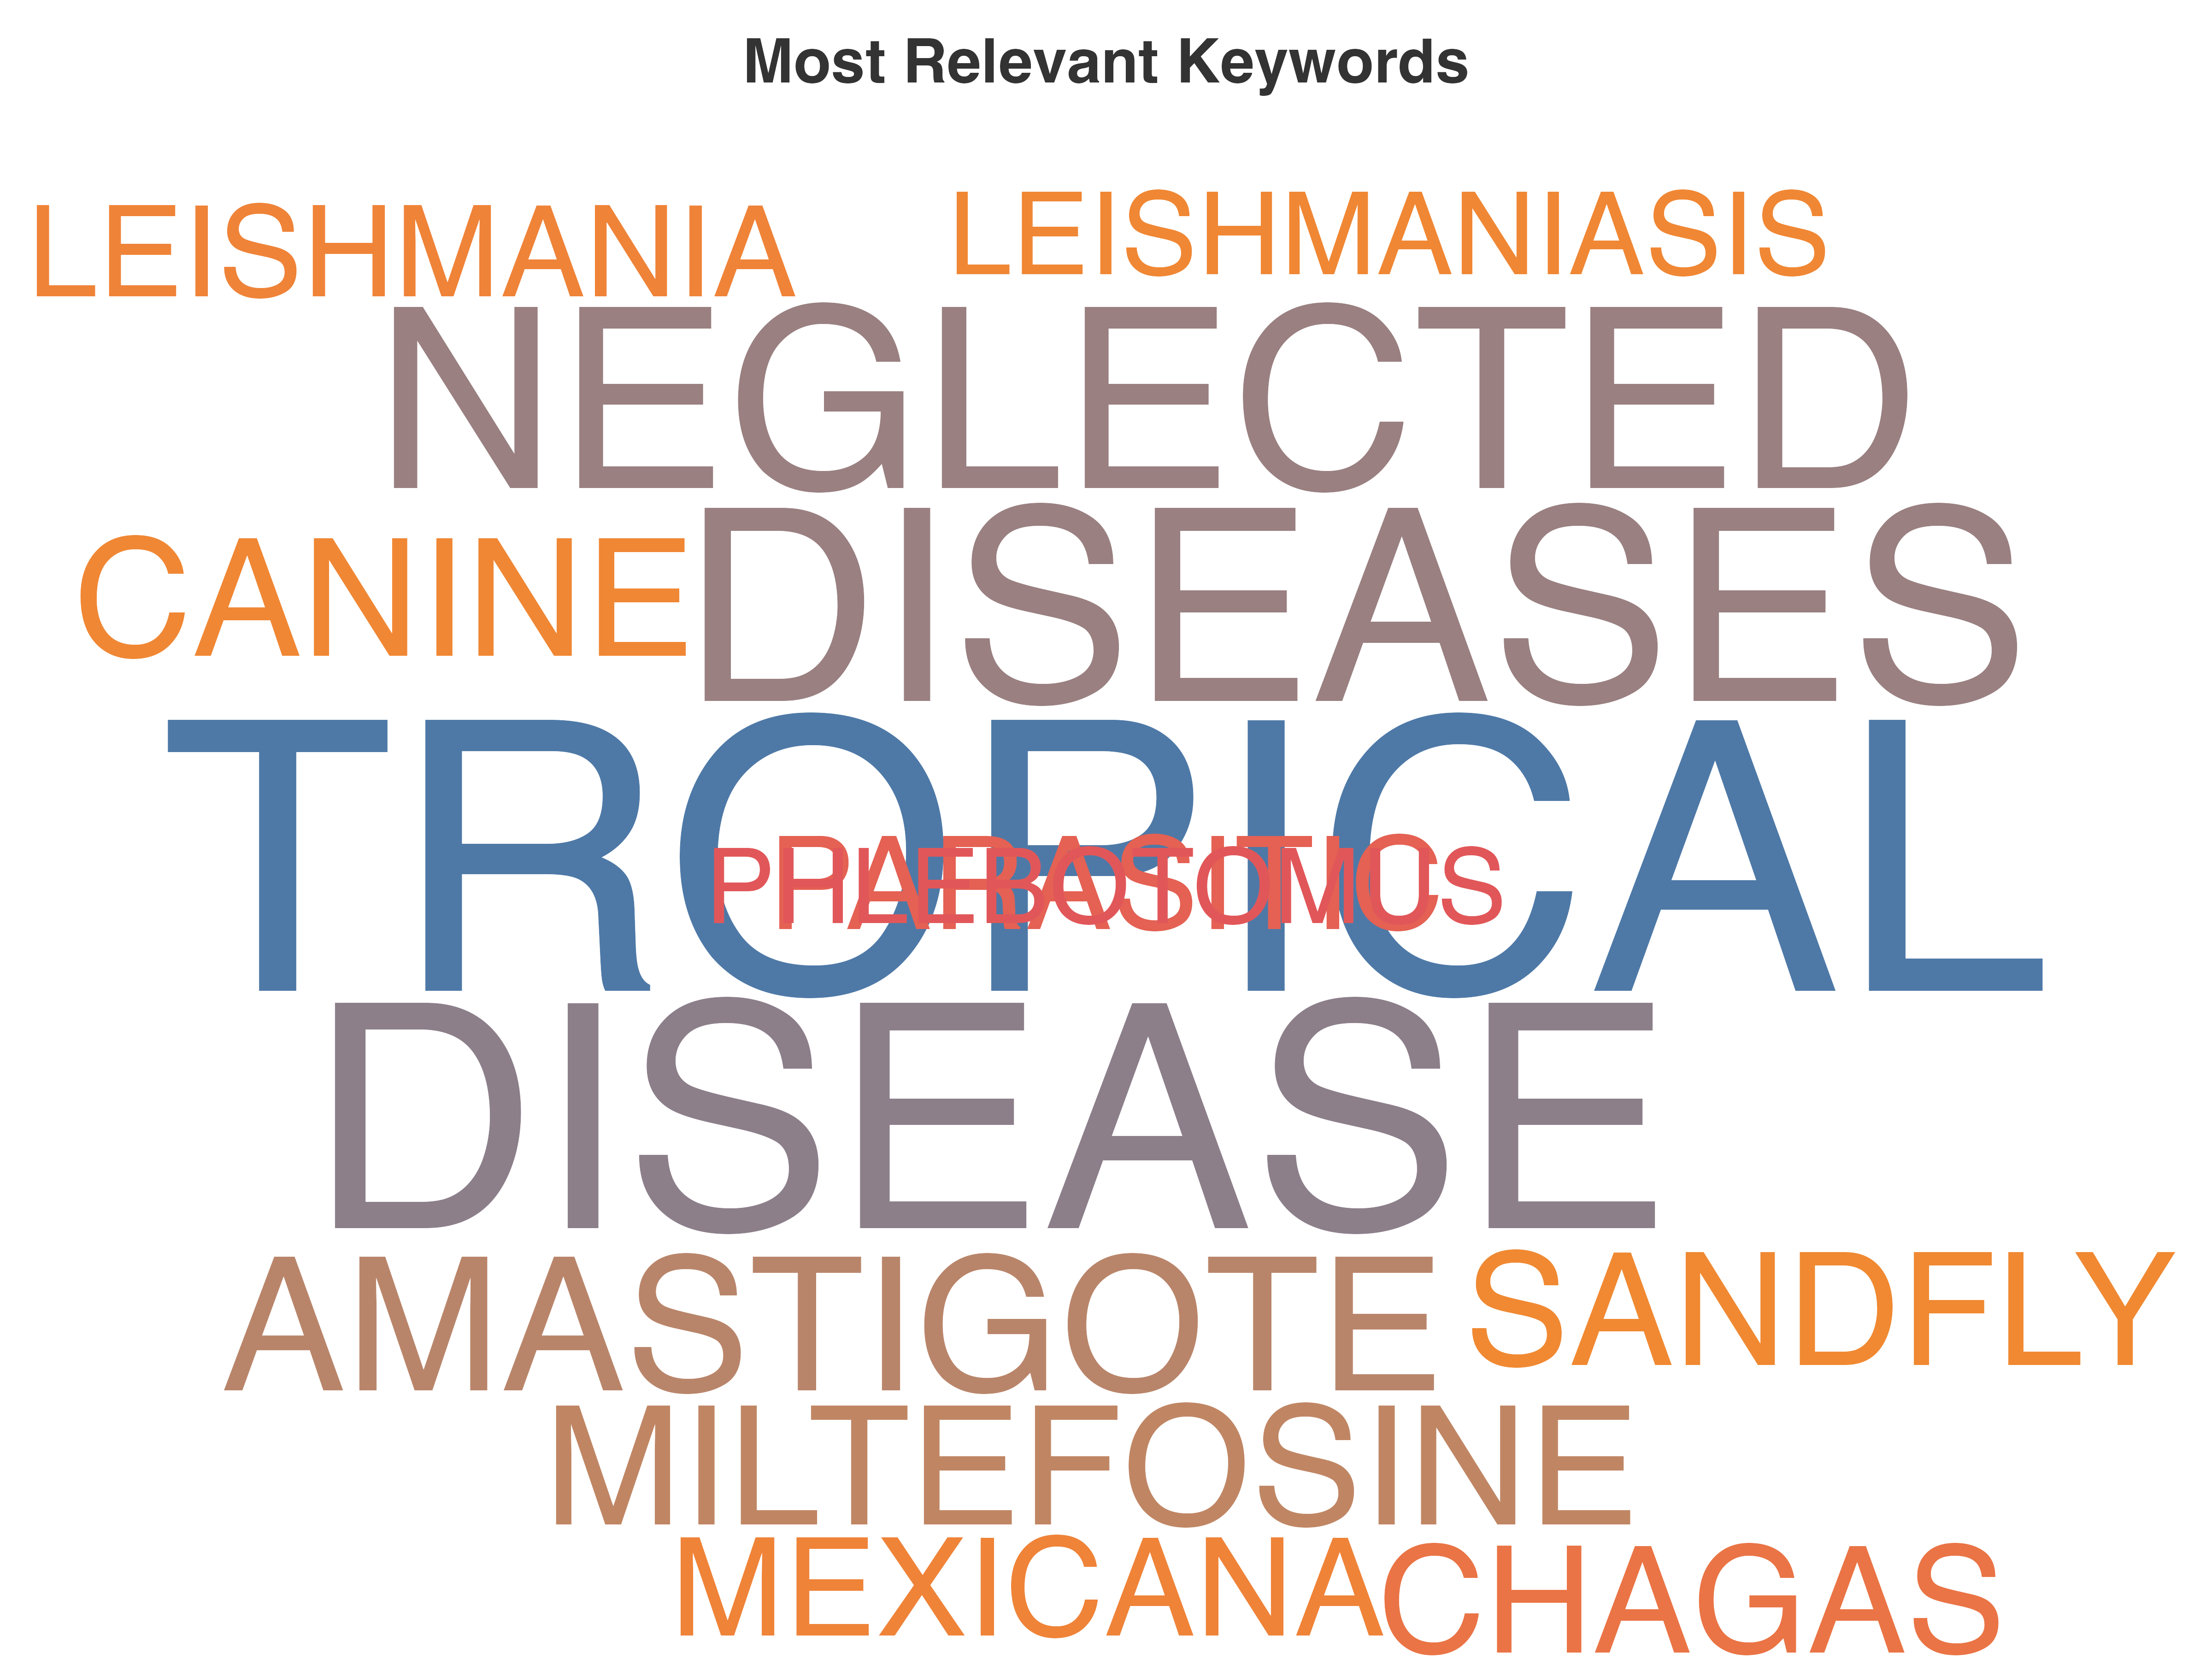 Most Relevant Keywords
LEISHMANIA LEISHMANIASIS
NEGLECTED
CANINE DISEASES
TROPICAL
PARASITIC
PHLEBOTOMUS
DISEASE
AMASTIGOTE SANDFLY
MILTEFOSINE
MEXICANA CHAGAS